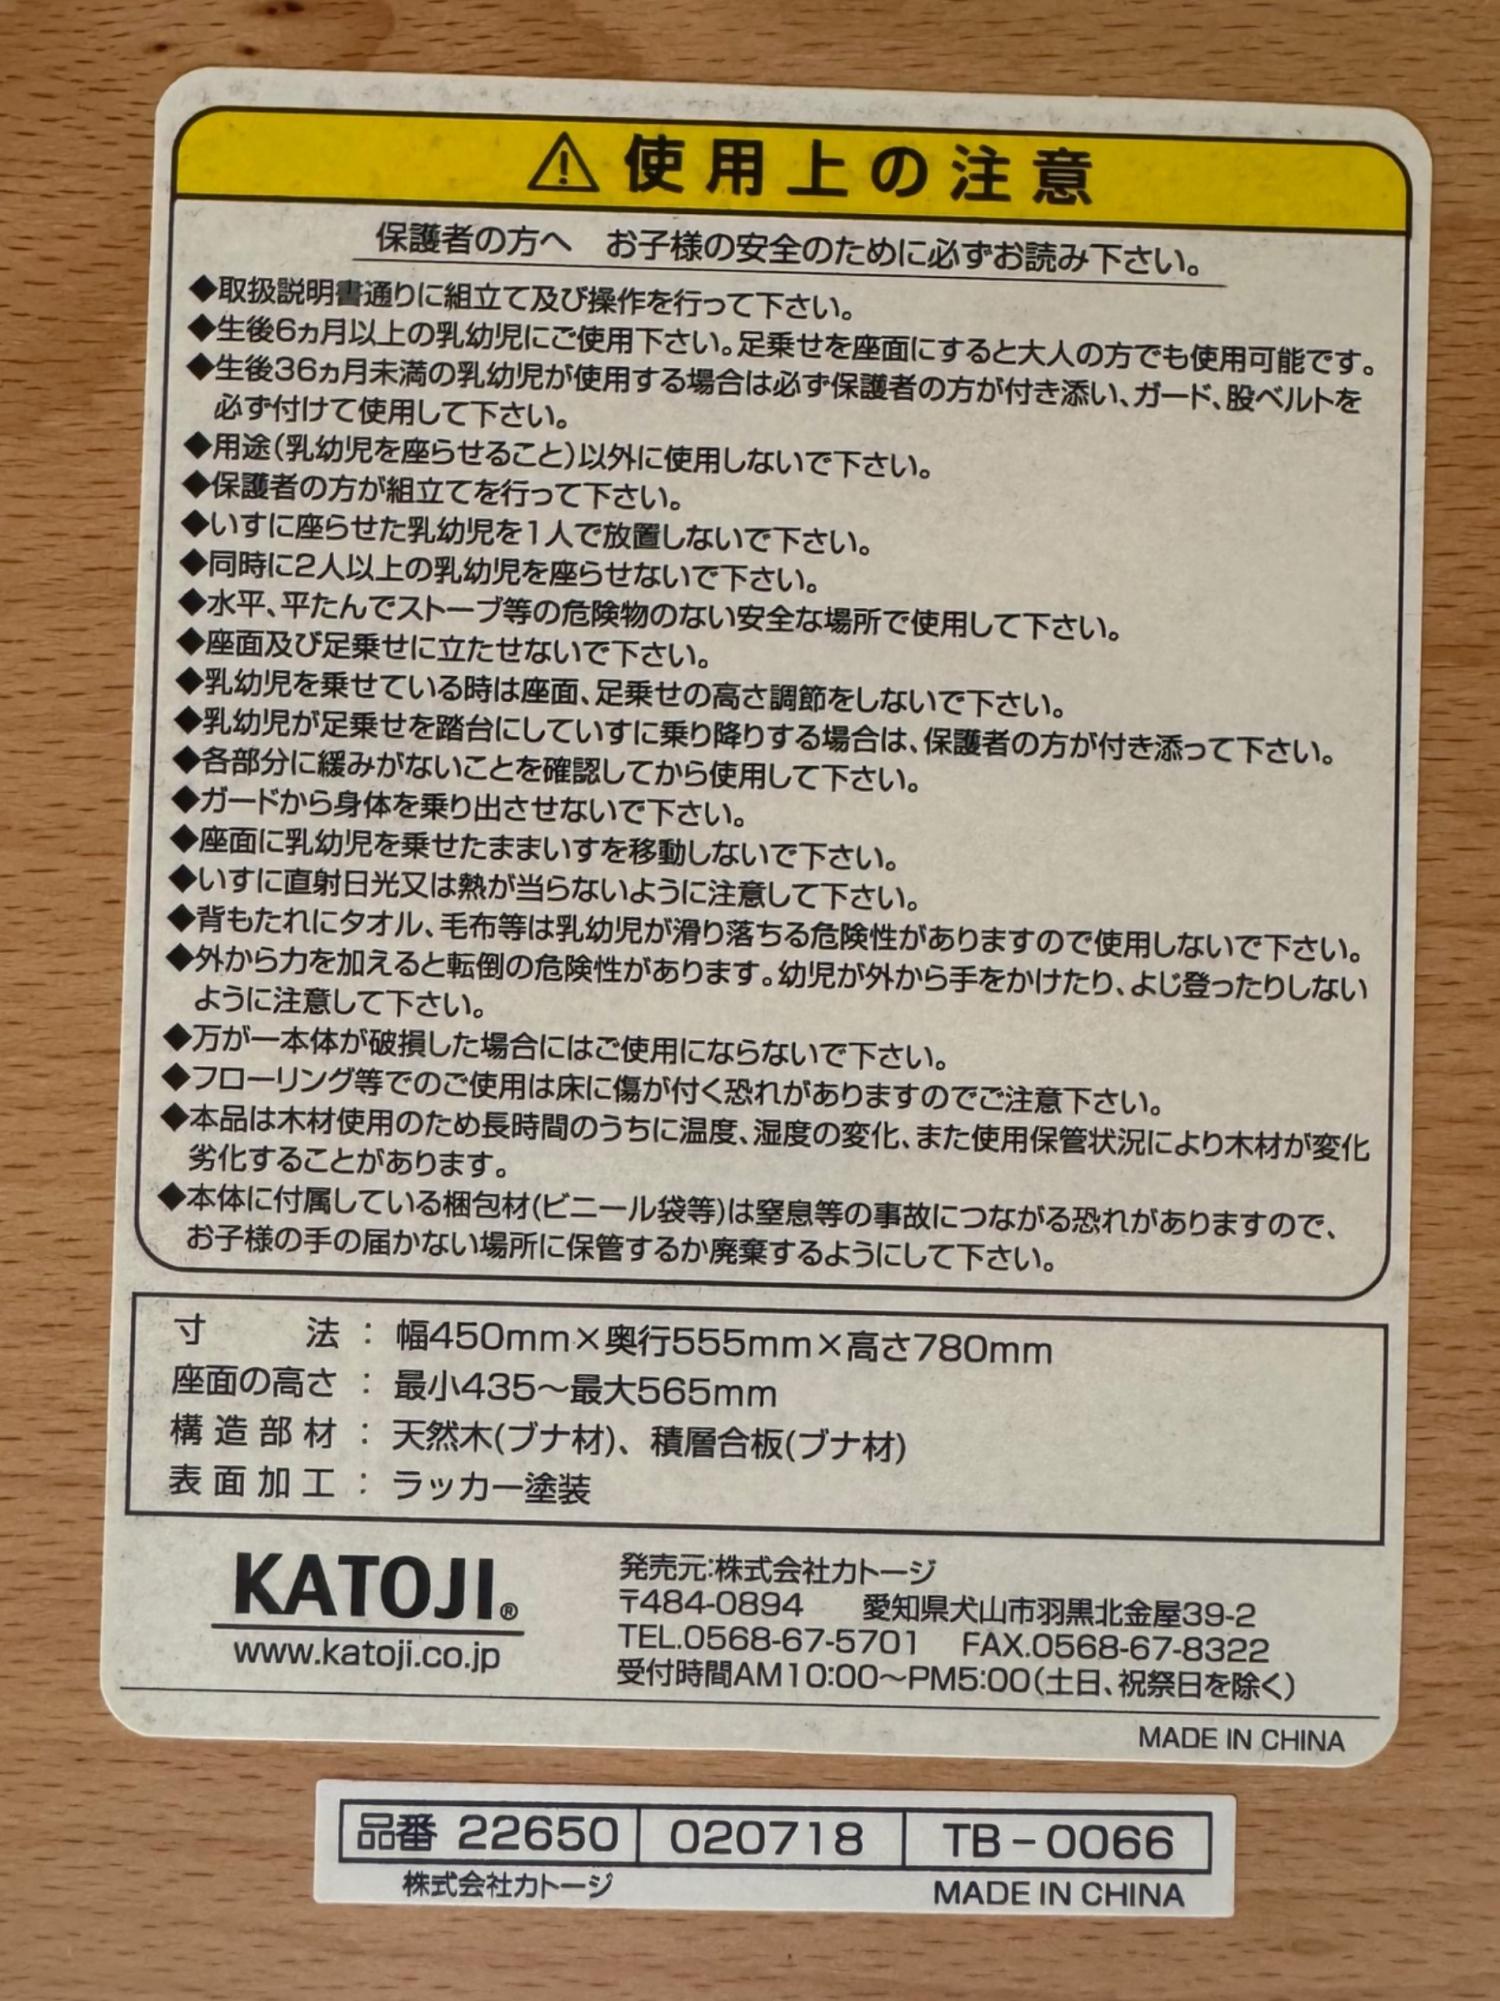 ⚠使用上の注意
保護者の方へ　お子様の安全のために必ずお読み下さい。
◆取扱説明書通りに組立て及び操作を行って下さい。
◆生後6ヵ月以上の乳幼児にご使用下さい。足乗せを座面にすると大人の方でも使用可能です。
◆生後36ヵ月未満の乳幼児が使用する場合は必ず保護者の方が付き添い、ガード、股ベルトを
必ず付けて使用して下さい。
◆用途(乳幼児を座らせること)以外に使用しないで下さい。
◆保護者の方が組立てを行って下さい。
◆いすに座らせた乳幼児を1人で放置しないで下さい。
◆同時に2人以上の乳幼児を座らせないで下さい。
◆水平、平たんでストーブ等の危険物のない安全な場所で使用して下さい。
◆座面及び足乗せに立たせないで下さい。
◆乳幼児を乗せている時は座面、足乗せの高さ調節をしないで下さい。
◆乳幼児が足乗せを踏台にしていすに乗り降りする場合は、保護者の方が付き添って下さい。
◆各部分に緩みがないことを確認してから使用して下さい。
◆ガードから身体を乗り出させないで下さい。
◆座面に乳幼児を乗せたままいすを移動しないで下さい。
◆いすに直射日光又は熱が当らないように注意して下さい。
◆背もたれにタオル、毛布等は乳幼児が滑り落ちる危険性がありますので使用しないで下さい。
◆外から力を加えると転倒の危険性があります。幼児が外から手をかけたり、よじ登ったりしない
ように注意して下さい。
◆万が一本体が破損した場合にはご使用にならないで下さい。
◆フローリング等でのご使用は床に傷が付く恐れがありますのでご注意下さい。
◆本品は木材使用のため長時間のうちに温度、湿度の変化、また使用保管状況により木材が変化
劣化することがあります。
◆本体に付属している梱包材(ビニール袋等)は窒息等の事故につながる恐れがありますので、
お子様の手の届かない場所に保管するか廃棄するようにして下さい。
寸法：幅450mm×奥行555mm×高さ780mm
座面の高さ：最小435～最大565mm
構造部材：天然木(ブナ材)、積層合板(ブナ材)
表面加工：ラッカー塗装
KATOJI®
www.katoji.co.jp
発売元:株式会社カトージ
〒484-0894　愛知県犬山市羽黒北金屋39-2
TEL.0568-67-5701　FAX.0568-67-8322
受付時間AM10:00～PM5:00(土日、祝祭日を除く)
MADE IN CHINA
品番 22650 020718 TB-0066
株式会社カトージ MADE IN CHINA